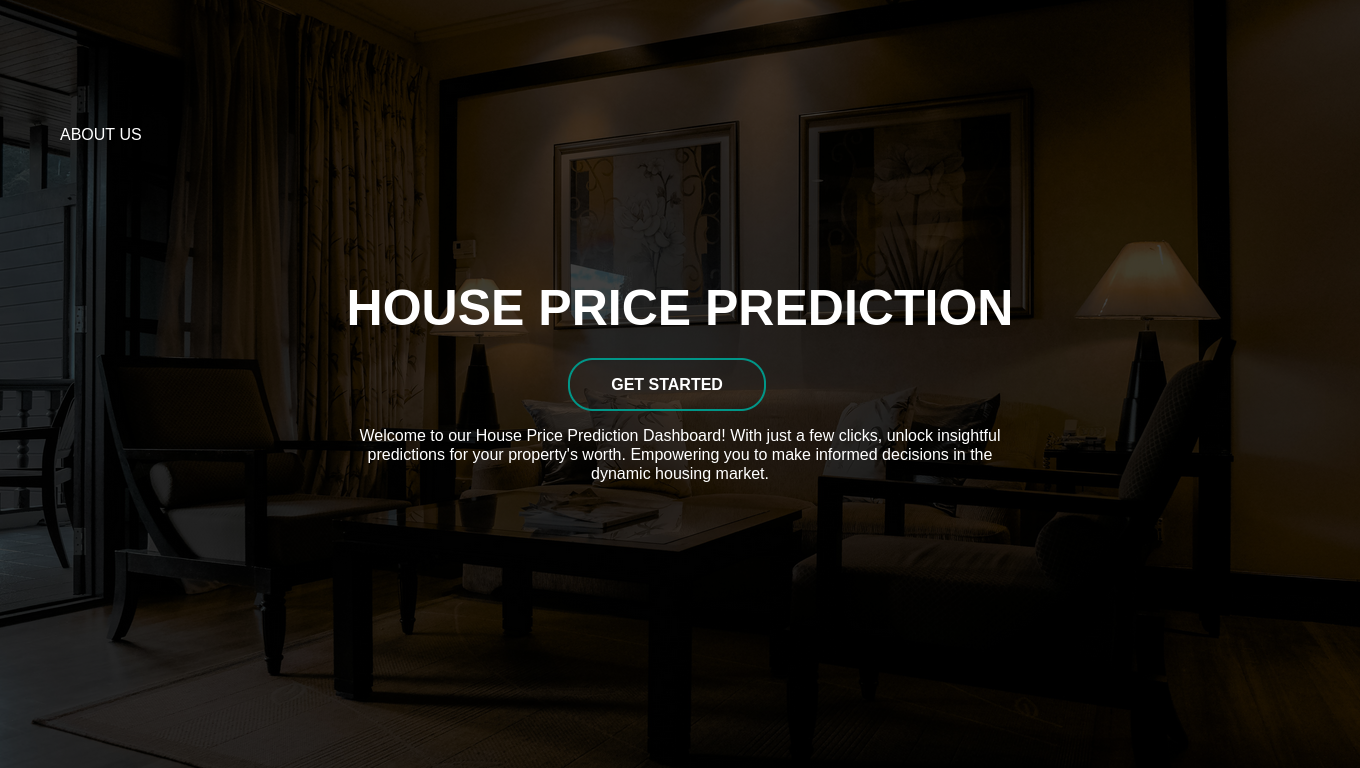 ABOUT US
HOUSE PRICE PREDICTION
GET STARTED
Welcome to our House Price Prediction Dashboard! With just a few clicks, unlock insightful
predictions for your property's worth. Empowering you to make informed decisions in the
dynamic housing market.